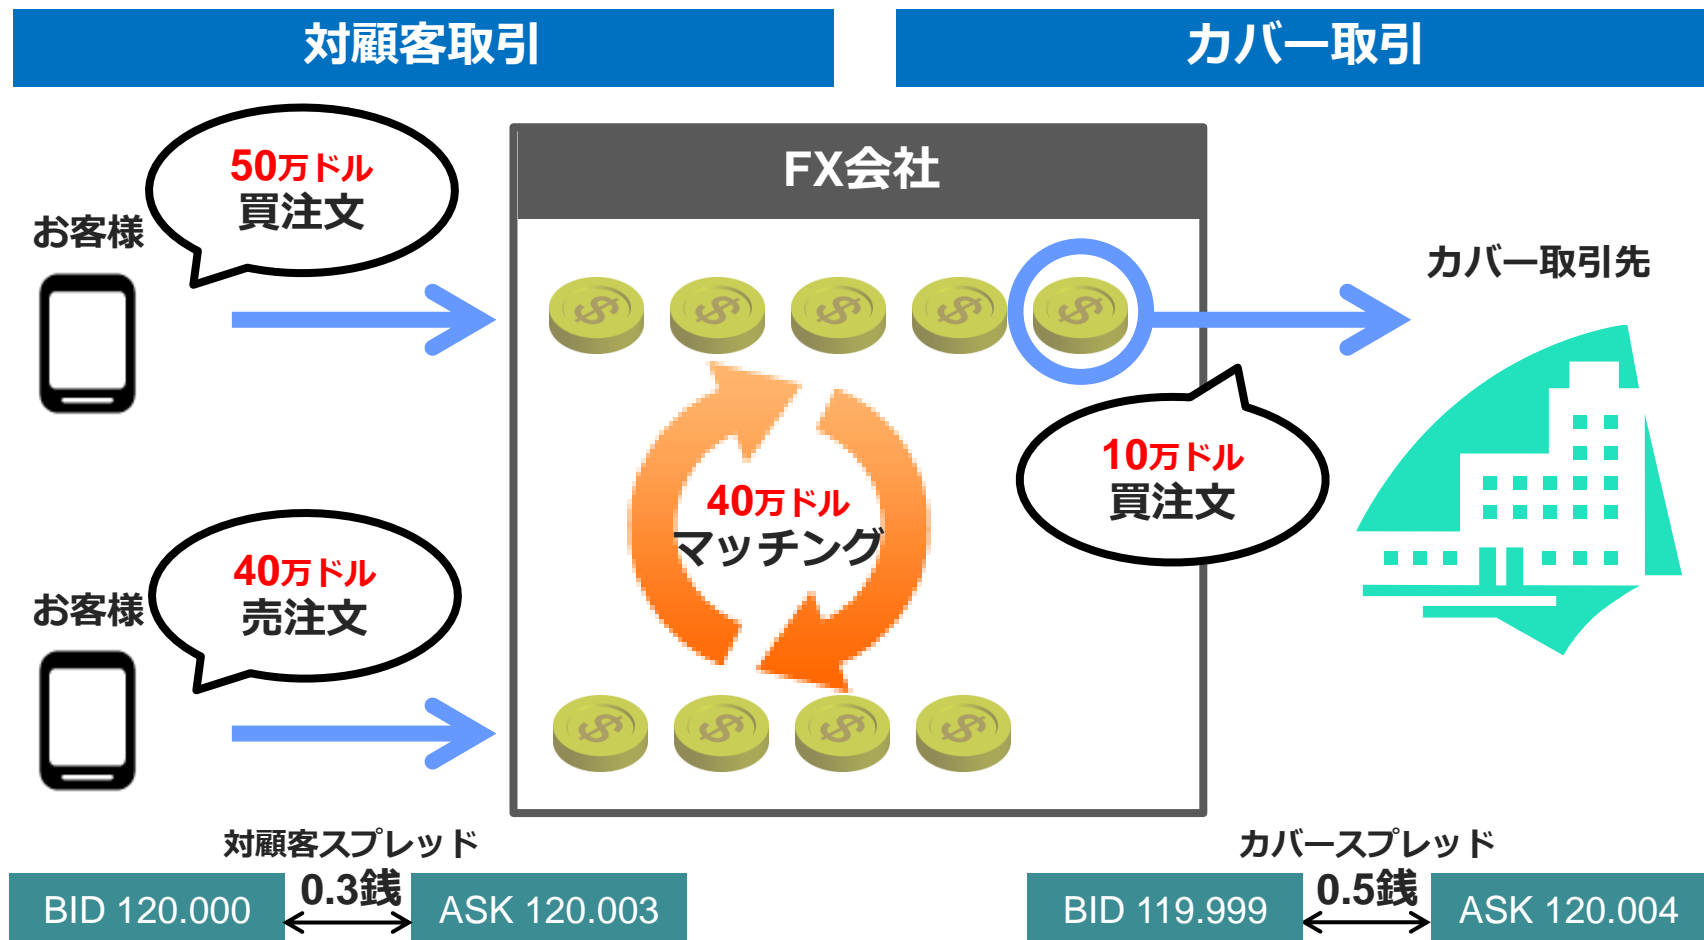 対顧客取引
カバー取引
50万ドル
買注文
お客様
FX会社
カバー取引先
10万ドル
買注文
40万ドル
マッチング
40万ドル
売注文
お客様
対顧客スプレッド
BID 120.000
0.3銭
ASK 120.003
カバースプレッド
BID 119.999
0.5銭
ASK 120.004